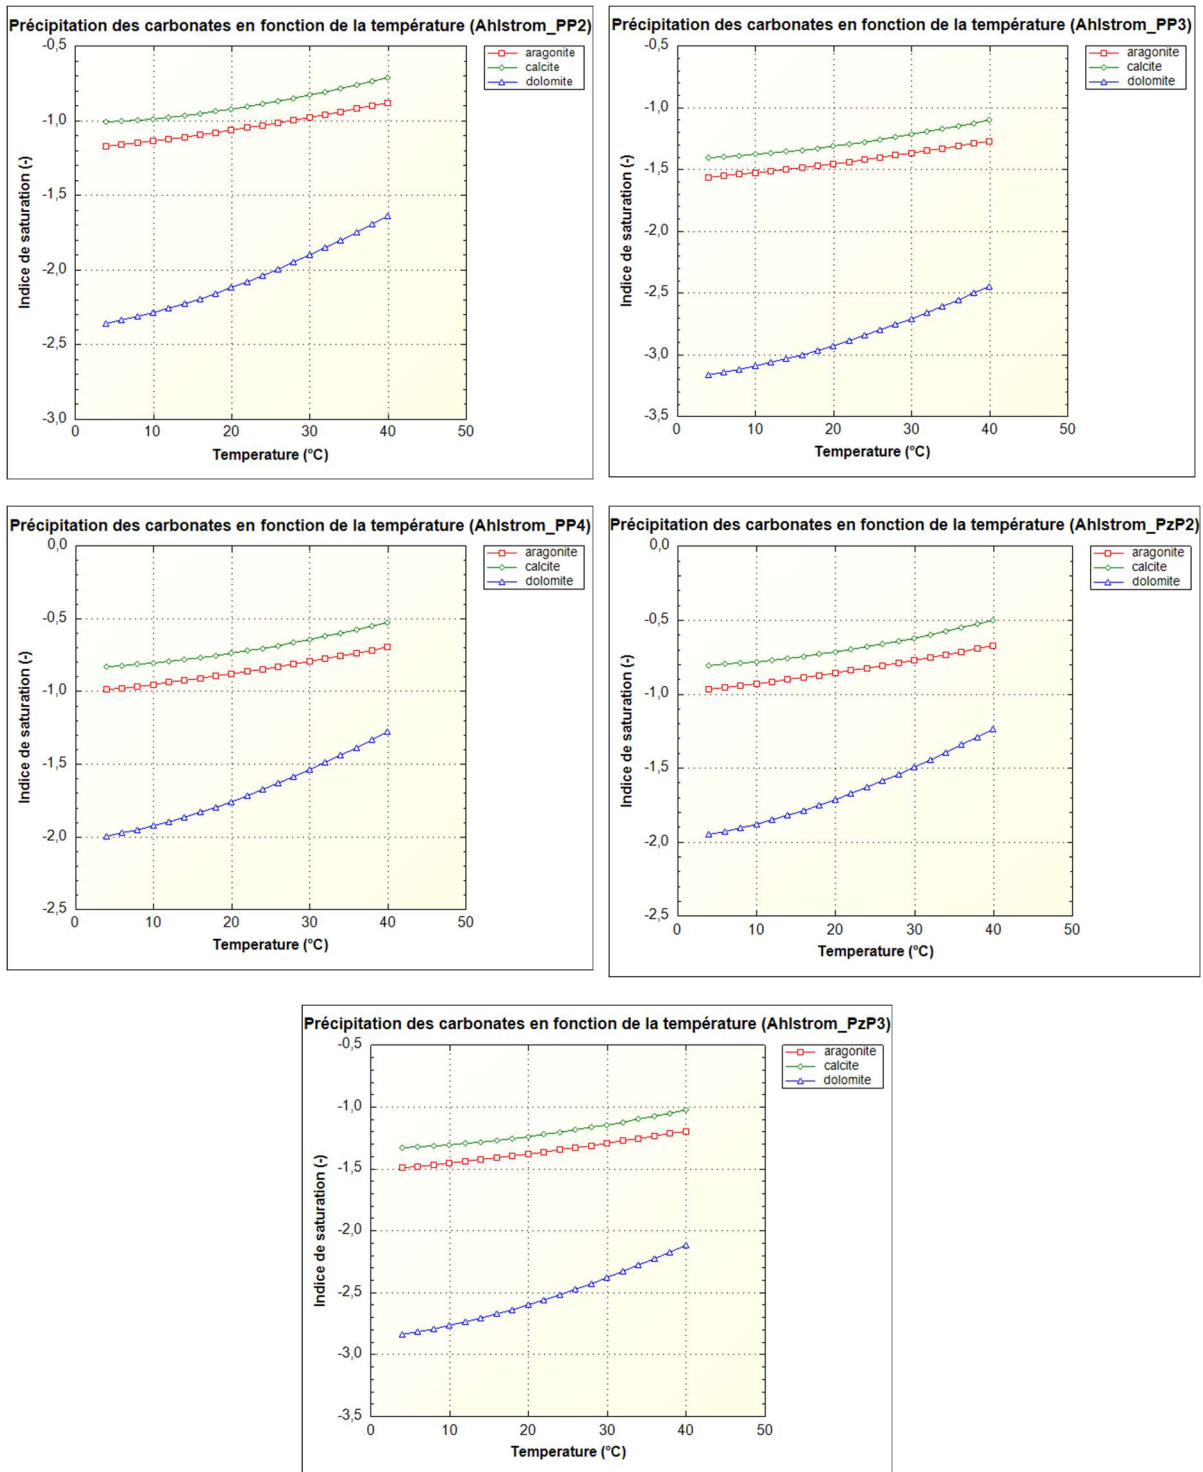 Précipitation des carbonates en fonction de la température (Ahlstrom_PP2)
-0,5
-1,0
-1,5
-2,0
-2,5
-3,0
Indice de saturation (-)
0 10 20 30 40 50
Temperature (°C)
aragonite
calcite
dolomite
Précipitation des carbonates en fonction de la température (Ahlstrom_PP3)
-0,5
-1,0
-1,5
-2,0
-2,5
-3,0
-3,5
Indice de saturation (-)
0 10 20 30 40 50
Temperature (°C)
aragonite
calcite
dolomite
Précipitation des carbonates en fonction de la température (Ahlstrom_PP4)
0,0
-0,5
-1,0
-1,5
-2,0
-2,5
Indice de saturation (-)
0 10 20 30 40 50
Temperature (°C)
aragonite
calcite
dolomite
Précipitation des carbonates en fonction de la température (Ahlstrom_PzP2)
0,0
-0,5
-1,0
-1,5
-2,0
-2,5
Indice de saturation (-)
0 10 20 30 40 50
Temperature (°C)
aragonite
calcite
dolomite
Précipitation des carbonates en fonction de la température (Ahlstrom_PzP3)
-0,5
-1,0
-1,5
-2,0
-2,5
-3,0
-3,5
Indice de saturation (-)
0 10 20 30 40 50
Temperature (°C)
aragonite
calcite
dolomite